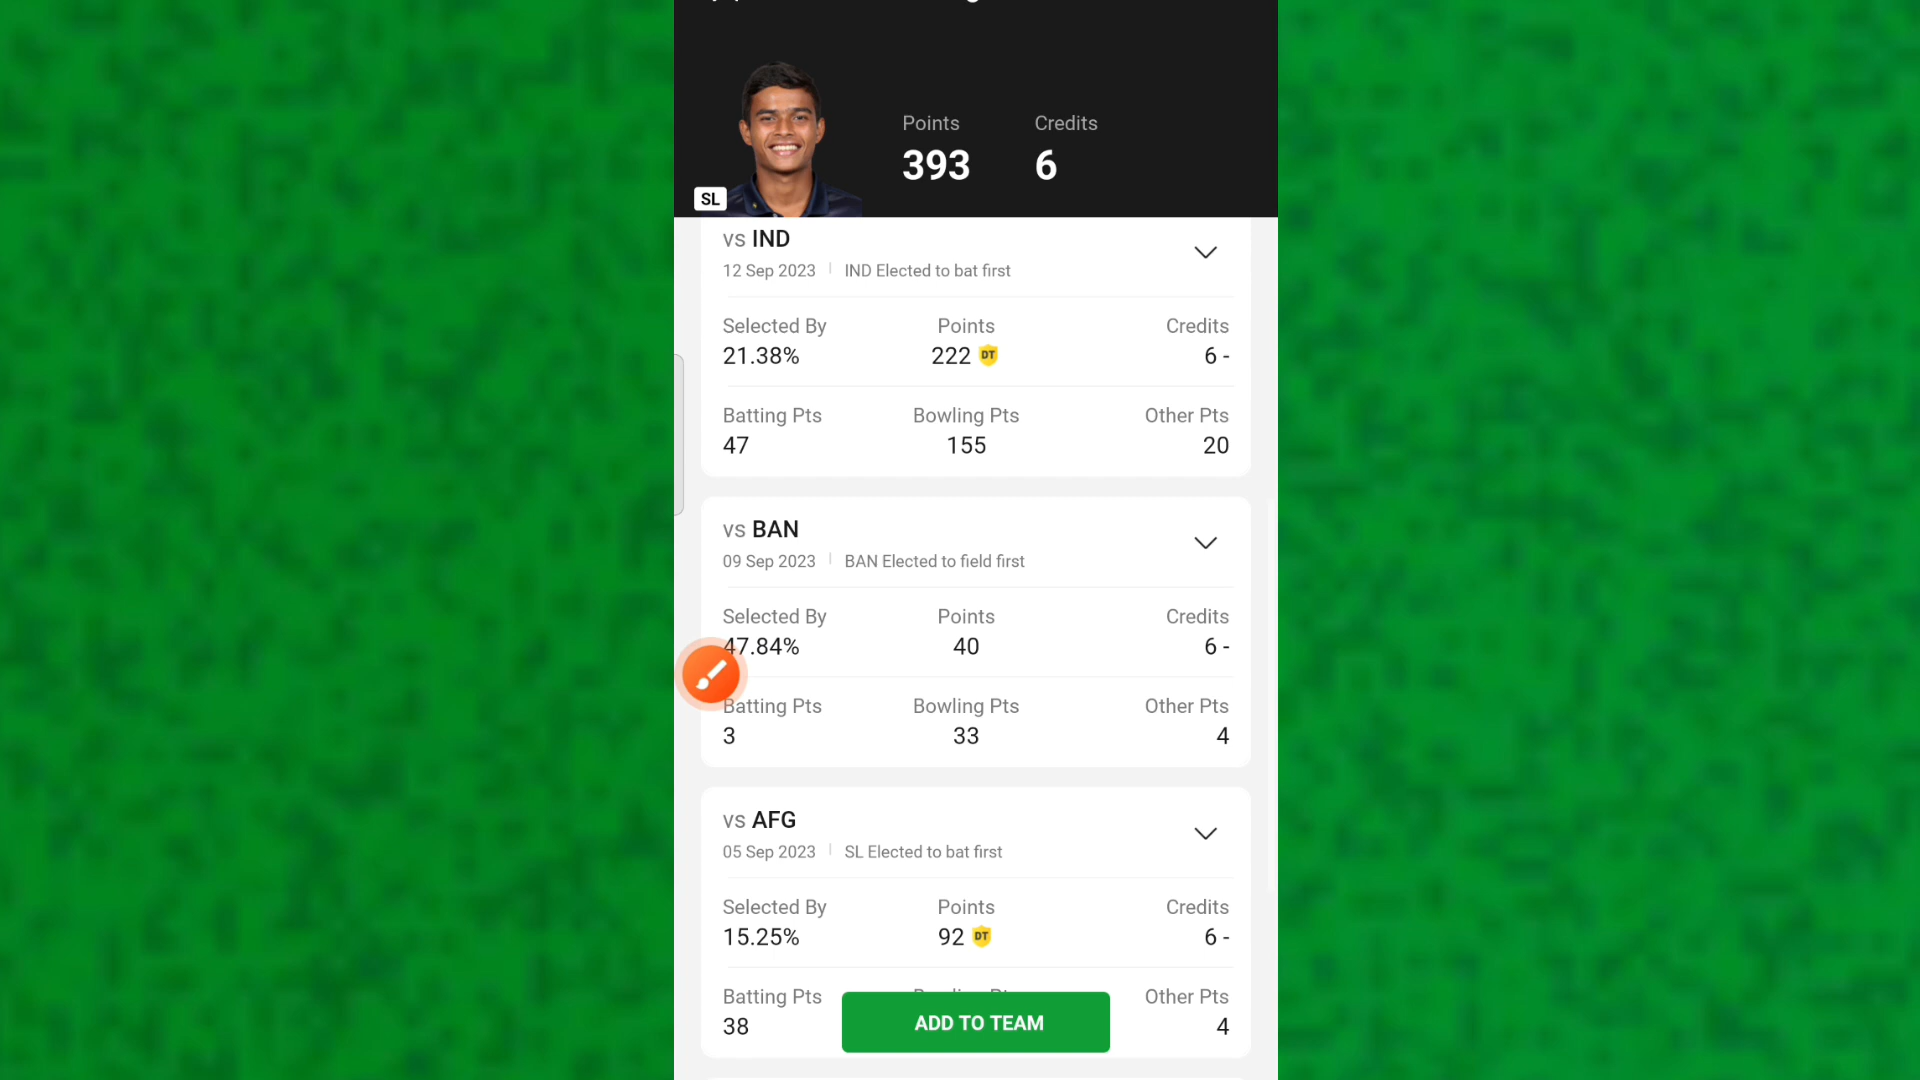 Points Credits
393 6
SL
vs IND
12 Sep 2023 IND Elected to bat first
Selected By Points Credits
21.38% 222 DT 6 -
Batting Pts Bowling Pts Other Pts
47 155 20
vs BAN
09 Sep 2023 BAN Elected to field first
Selected By Points Credits
47.84% 40 6 -
Batting Pts Bowling Pts Other Pts
3 33 4
vs AFG
05 Sep 2023 SL Elected to bat first
Selected By Points Credits
15.25% 92 DT 6 -
Batting Pts Other Pts
38 4
ADD TO TEAM